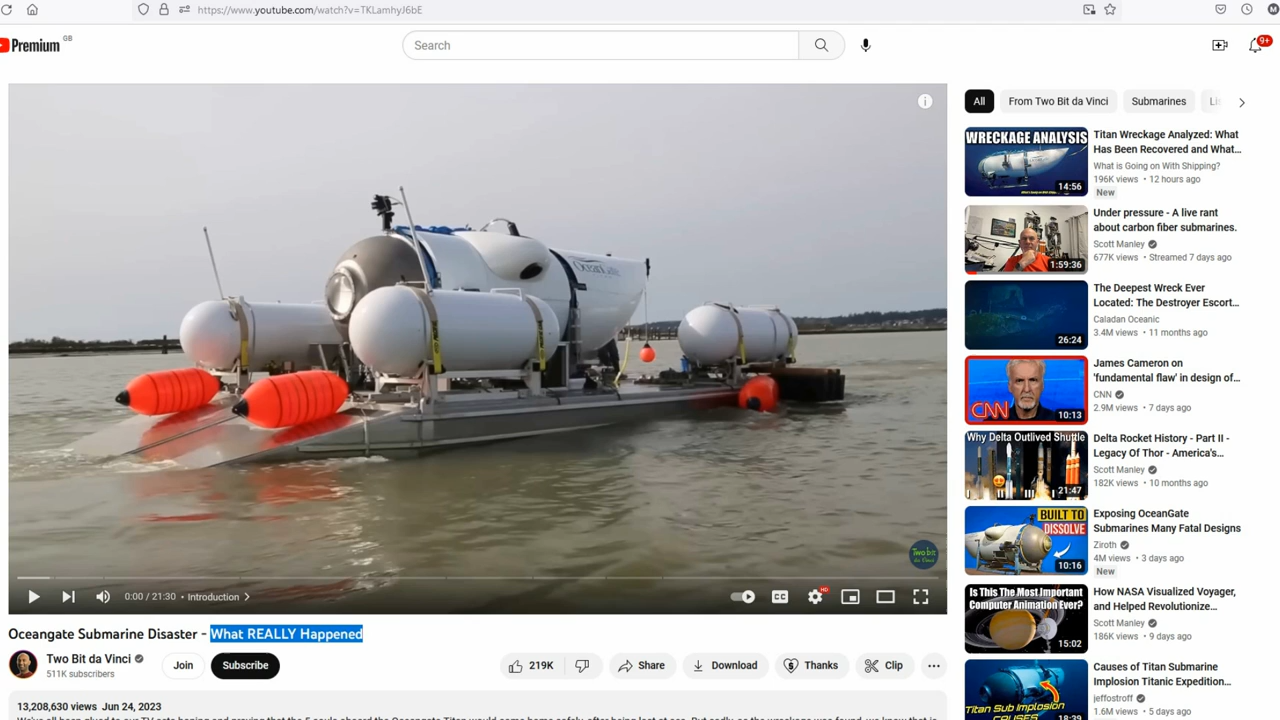 https://www.youtube.com/watch?v=TKLamhyJ6bE
M
Premium GB
Search
9+
OceanGate
Two bit
da Vinci
0:00 / 21:30 • Introduction
CC
HD
Oceangate Submarine Disaster - What REALLY Happened
Two Bit da Vinci
511K subscribers
Join
Subscribe
219K
Share
Download
Thanks
Clip
13,208,630 views Jun 24, 2023
All
From Two Bit da Vinci
Submarines
WRECKAGE ANALYSIS
14:56
Titan Wreckage Analyzed: What
Has Been Recovered and What...
What is Going on With Shipping?
196K views • 12 hours ago
New
1:59:36
Under pressure - A live rant
about carbon fiber submarines.
Scott Manley
677K views • Streamed 7 days ago
26:24
The Deepest Wreck Ever
Located: The Destroyer Escort...
Caladan Oceanic
3.4M views • 11 months ago
CNN
10:13
James Cameron on
'fundamental flaw' in design of...
CNN
2.9M views • 7 days ago
Why Delta Outlived Shuttle
21:47
Delta Rocket History - Part II -
Legacy Of Thor - America's...
Scott Manley
182K views • 10 months ago
BUILT TO
DISSOLVE
10:16
Exposing OceanGate
Submarines Many Fatal Designs
Ziroth
4M views • 3 days ago
New
Is This The Most Important
Computer Animation Ever?
15:02
How NASA Visualized Voyager,
and Helped Revolutionize...
Scott Manley
186K views • 9 days ago
Titan Sub Implosion
CAUSES
18:39
Causes of Titan Submarine
Implosion Titanic Expedition...
jeffostroff
1.6M views • 5 days ago